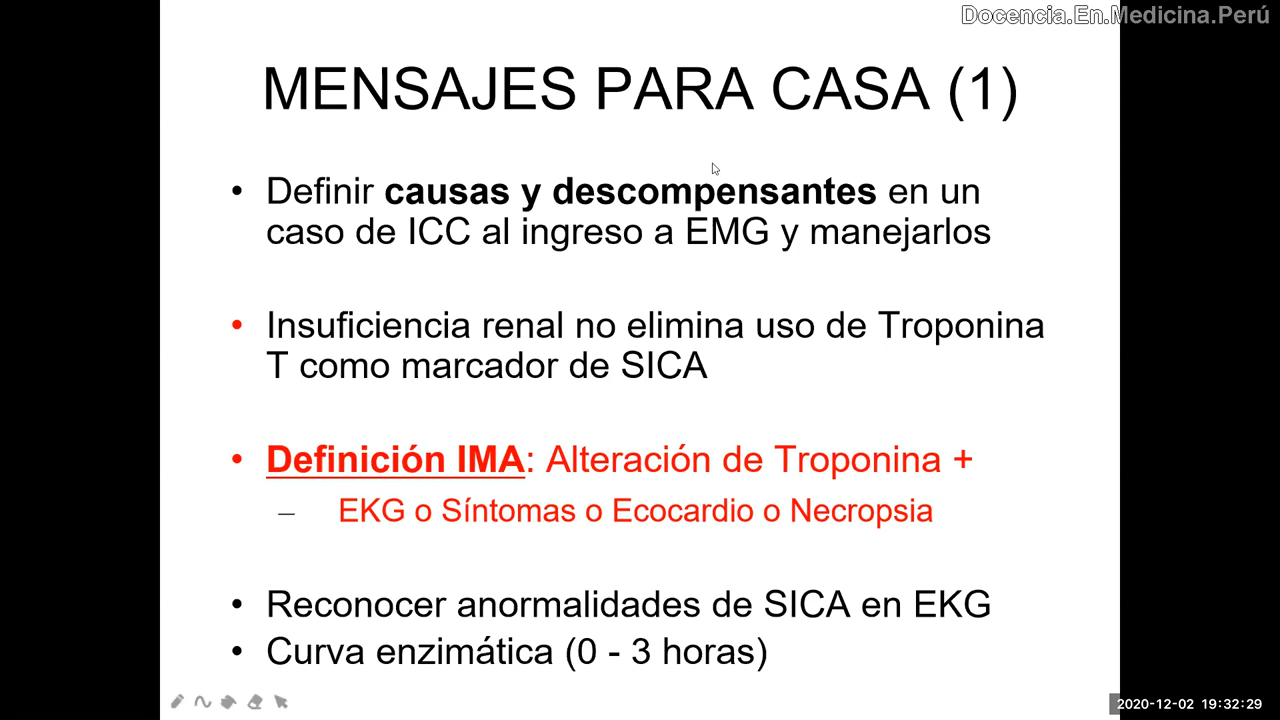 Docencia.En.Medicina.Perú
MENSAJES PARA CASA (1)
• Definir causas y descompensantes en un
caso de ICC al ingreso a EMG y manejarlos
• Insuficiencia renal no elimina uso de Troponina
T como marcador de SICA
• Definición IMA: Alteración de Troponina +
– EKG o Síntomas o Ecocardio o Necropsia
• Reconocer anormalidades de SICA en EKG
• Curva enzimática (0 - 3 horas)
2020-12-02 19:32:29